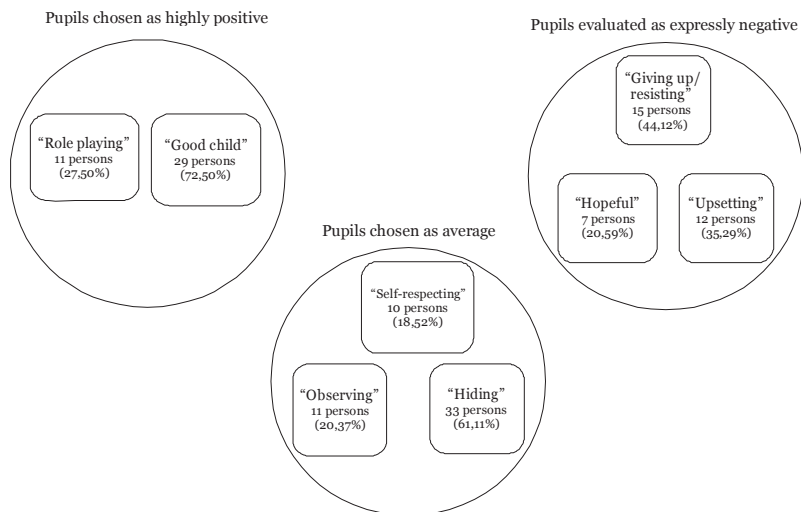 Pupils chosen as highly positive
“Role playing”
11 persons
(27,50%)
“Good child”
29 persons
(72,50%)
Pupils evaluated as expressly negative
“Giving up/
resisting”
15 persons
(44,12%)
“Hopeful”
7 persons
(20,59%)
“Upsetting”
12 persons
(35,29%)
Pupils chosen as average
“Self-respecting”
10 persons
(18,52%)
“Observing”
11 persons
(20,37%)
“Hiding”
33 persons
(61,11%)